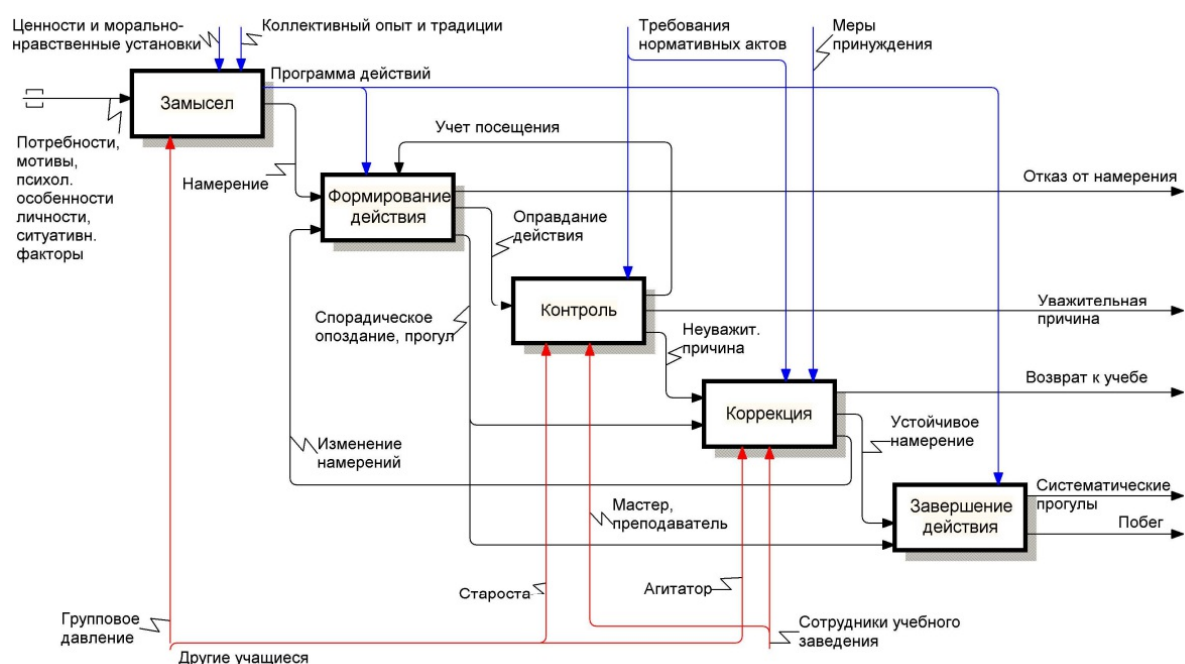 Ценности и морально-
нравственные установки
Коллективный опыт и традиции
Требования
нормативных актов
Меры
принуждения
Программа действий
Замысел
Потребности,
мотивы,
психол.
особенности
личности,
ситуативн.
факторы
Учет посещения
Намерение
Формирование
действия
Отказ от намерения
Оправдание
действия
Контроль
Уважительная
причина
Спорадическое
опоздание, прогул
Неуважит.
причина
Возврат к учебе
Коррекция
Устойчивое
намерение
Изменение
намерений
Систематические
прогулы
Завершение
действия
Мастер,
преподаватель
Побег
Староста
Агитатор
Групповое
давление
Сотрудники учебного
заведения
Другие учащиеся